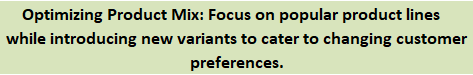 Optimizing Product Mix: Focus on popular product lines
while introducing new variants to cater to changing customer
preferences.